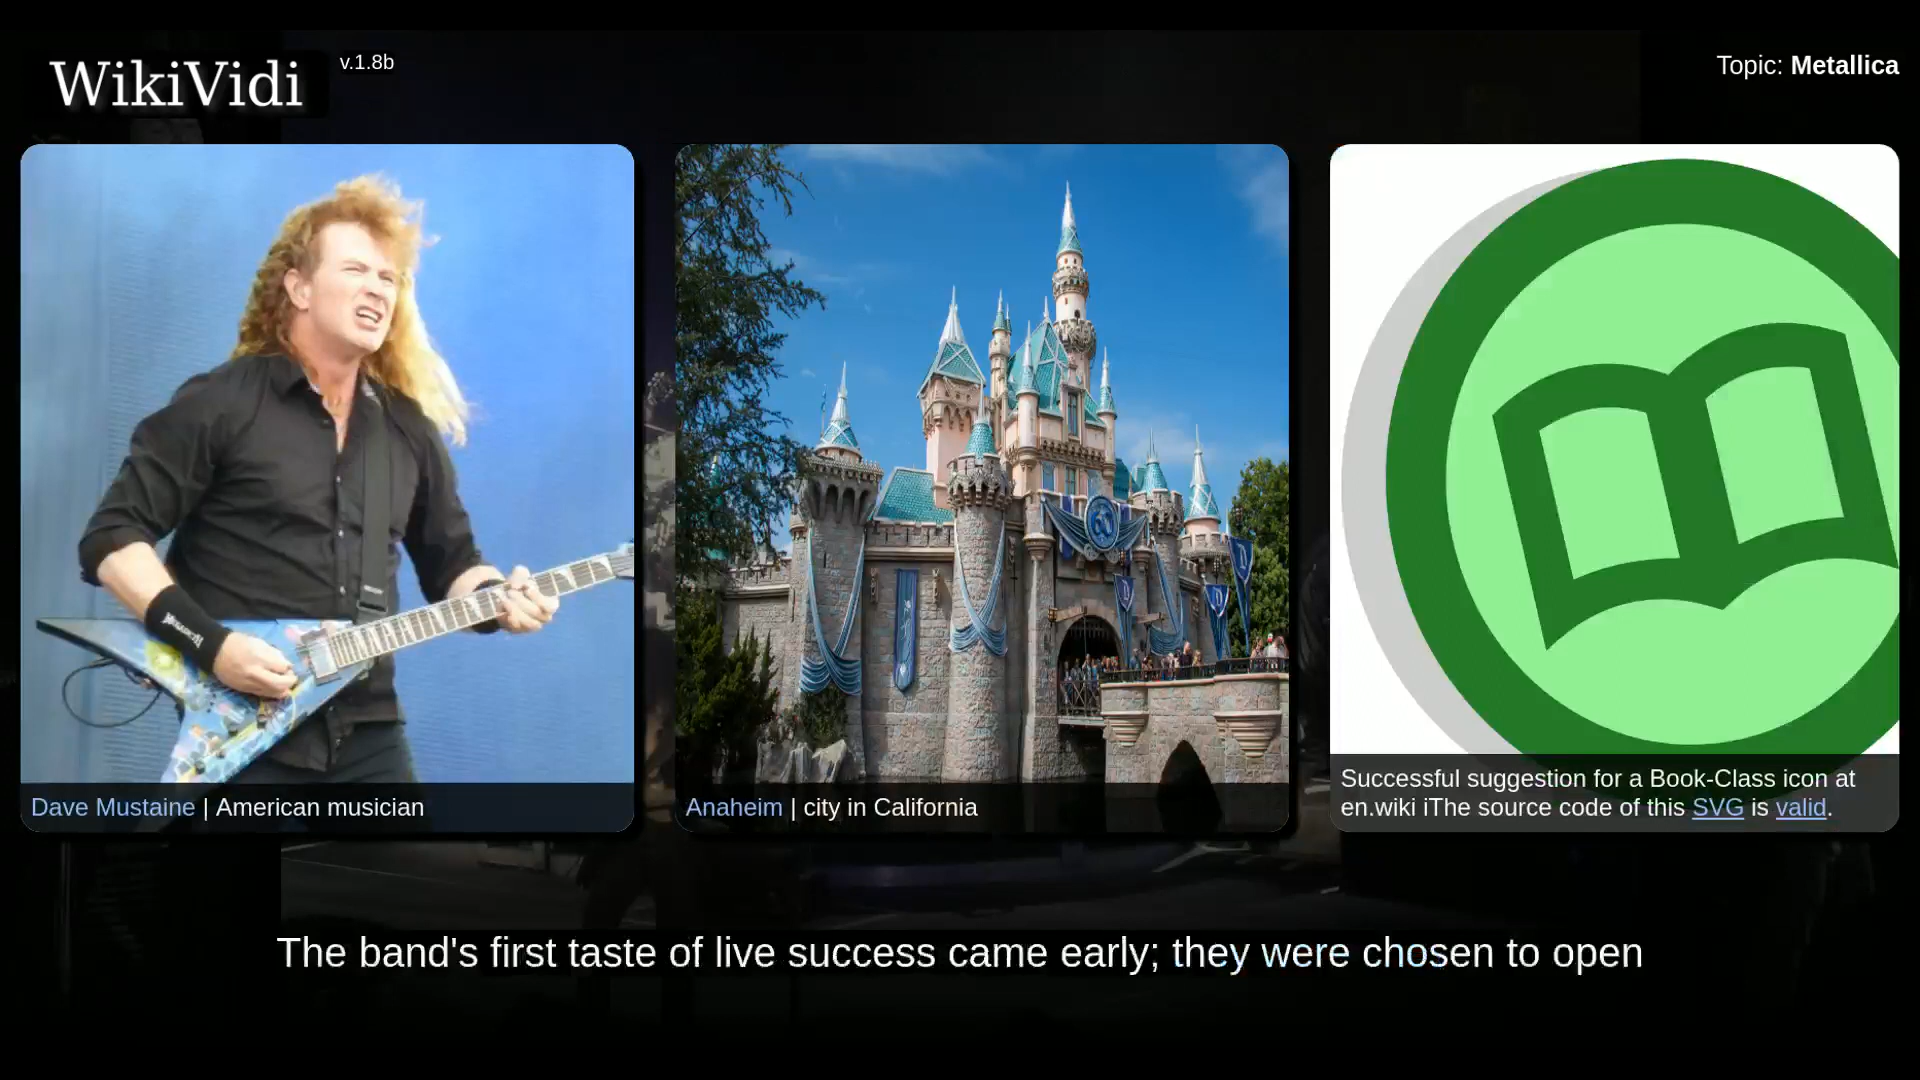 WikiVidi
v.1.8b
Topic: Metallica
Dave Mustaine | American musician
Anaheim | city in California
Successful suggestion for a Book-Class icon at
en.wiki iThe source code of this SVG is valid.
The band's first taste of live success came early; they were chosen to open